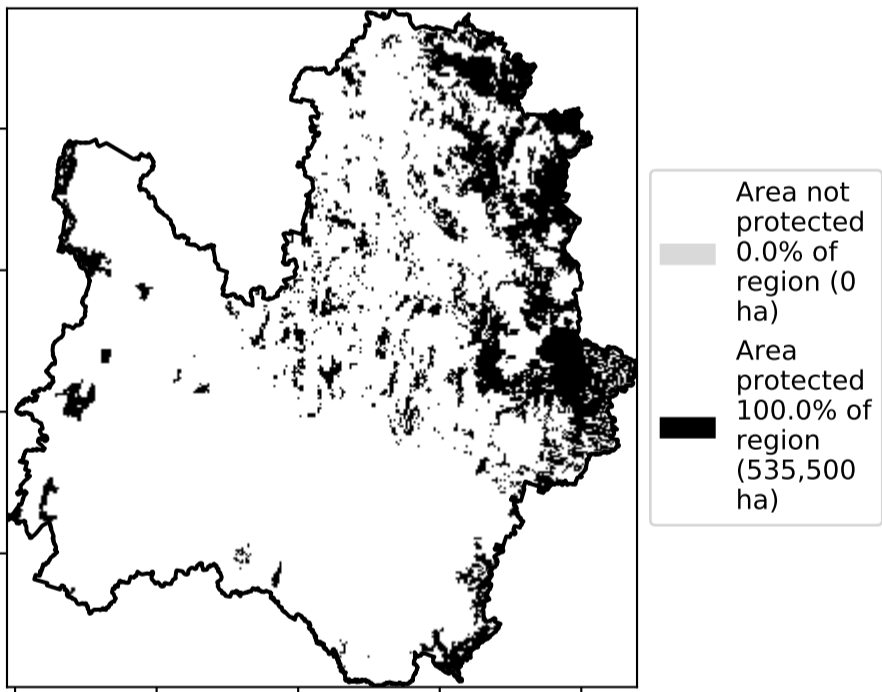 Area not
protected
0.0% of
region (0
ha)
Area
protected
100.0% of
region
(535,500
ha)